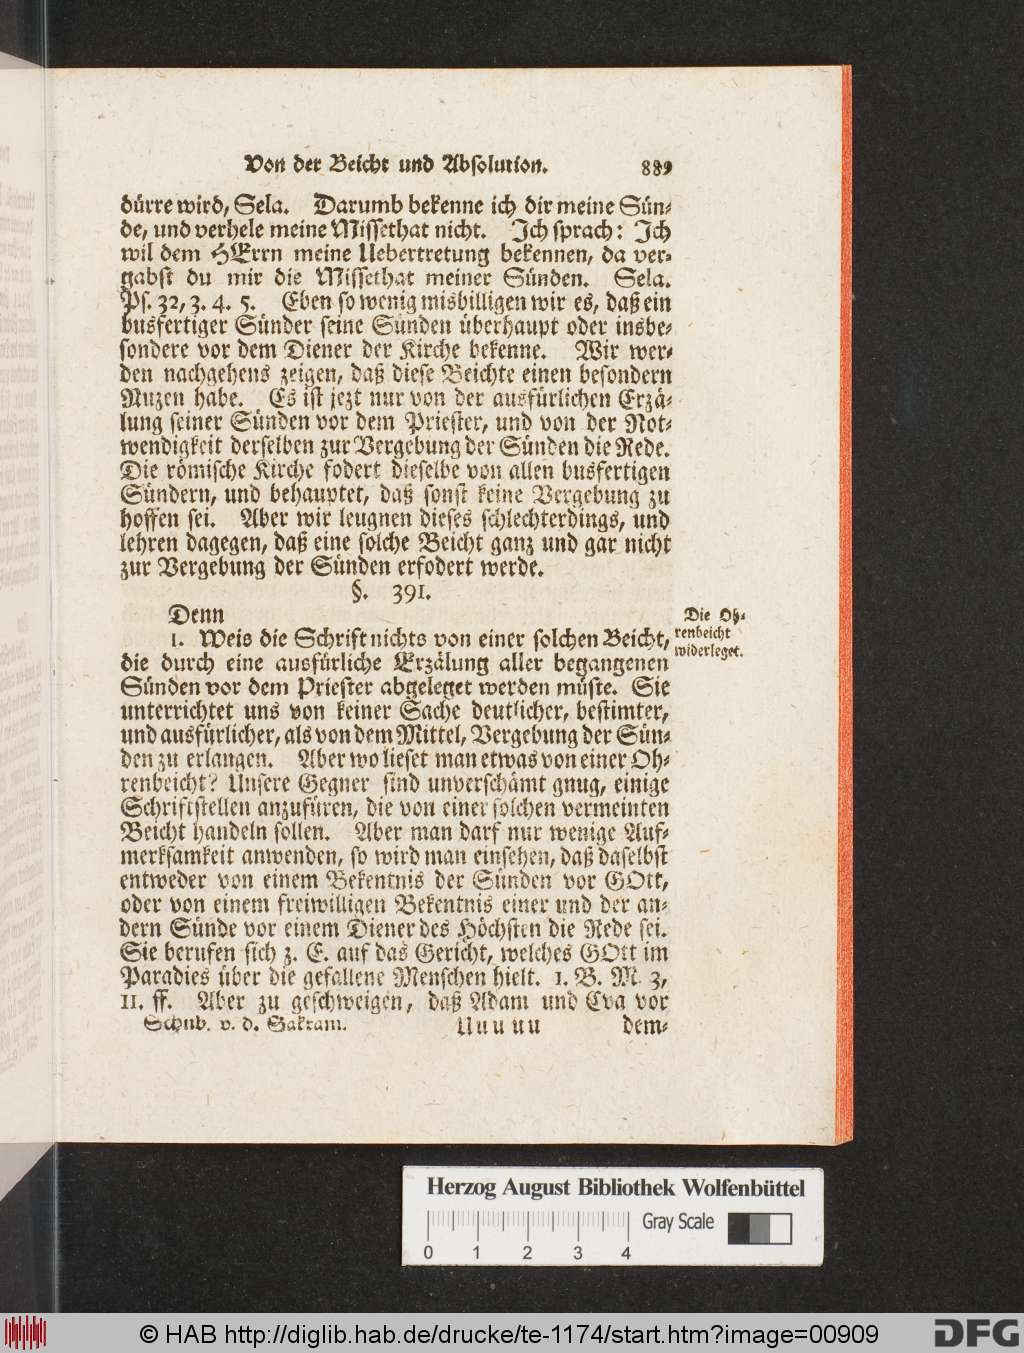 Von der Beicht und Absolution. 889
dürre wird, Sela. Darumb bekenne ich dir meine Sün-
de, und verhele meine Missethat nicht. Ich sprach: Ich
wil dem HErrn meine Uebertretung bekennen, da ver-
gabst du mir die Missethat meiner Sünden. Sela.
Ps. 32, 3. 4. 5. Eben so wenig misbilligen wir es, daß ein
busfertiger Sünder seine Sünden überhaupt oder insbe-
sondere vor dem Diener der Kirche bekenne. Wir wer-
den nachgehens zeigen, daß diese Beichte einen besondern
Nuzen habe. Es ist jezt nur von der ausfürlichen Erzä-
lung seiner Sünden vor dem Priester, und von der Not-
wendigkeit derselben zur Vergebung der Sünden die Rede.
Die römische Kirche fodert dieselbe von allen busfertigen
Sündern, und behauptet, daß sonst keine Vergebung zu
hoffen sei. Aber wir leugnen dieses schlechterdings, und
lehren dagegen, daß eine solche Beicht ganz und gar nicht
zur Vergebung der Sünden erfodert werde.
§. 391.
Denn
1. Weis die Schrift nichts von einer solchen Beicht,
die durch eine ausfürliche Erzälung aller begangenen
Sünden vor dem Priester abgeleget werden müste. Sie
unterrichtet uns von keiner Sache deutlicher, bestimter,
und ausfürlicher, als von dem Mittel, Vergebung der Sün-
den zu erlangen. Aber wo lieset man etwas von einer Oh-
renbeicht? Unsere Gegner sind unverschämt gnug, einige
Schriftstellen anzufüren, die von einer solchen vermeinten
Beicht handeln sollen. Aber man darf nur wenige Auf-
merksamkeit anwenden, so wird man einsehen, daß daselbst
entweder von einem Bekentnis der Sünden vor GOtt,
oder von einem freiwilligen Bekentnis einer und der an-
dern Sünde vor einem Diener des Höchsten die Rede sei.
Sie berufen sich z. E. auf das Gericht, welches GOtt im
Paradies über die gefallene Menschen hielt. 1. B. M. 3,
11. ff. Aber zu geschweigen, daß Adam und Eva vor
Schub. v. d. Sakram. Uuuuu dem-
Die Oh-
renbeicht
widerleget.
Herzog August Bibliothek Wolfenbüttel
Gray Scale
0 1 2 3 4
© HAB http://diglib.hab.de/drucke/te-1174/start.htm?image=00909
DFG